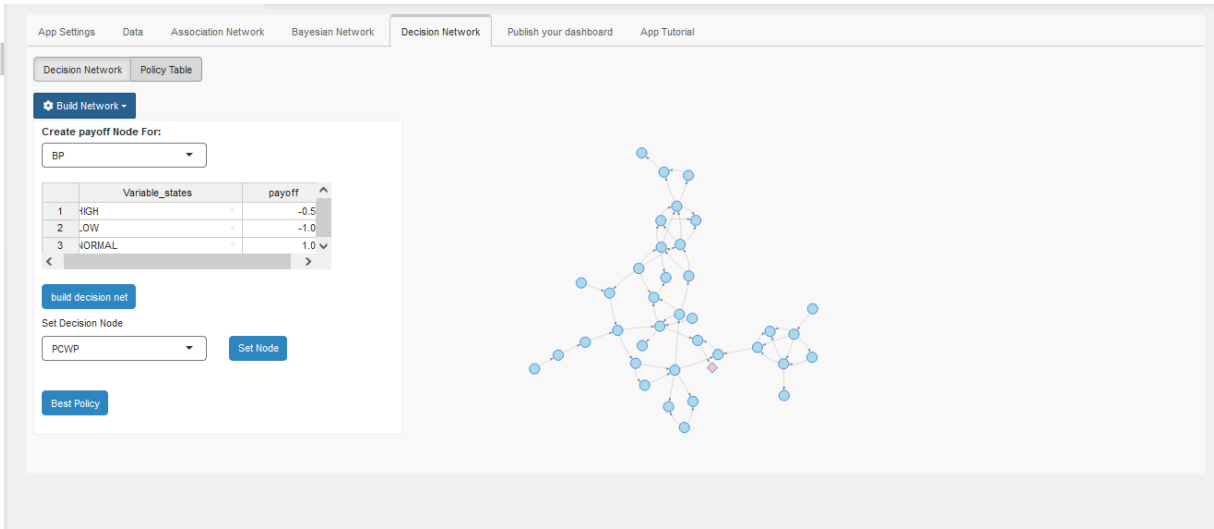 App Settings Data Association Network Bayesian Network Decision Network Publish your dashboard App Tutorial
Decision Network Policy Table
Build Network
Create payoff Node For:
BP
Variable_states payoff
1 HIGH -0.5
2 LOW -1.0
3 NORMAL 1.0
build decision net
Set Decision Node
PCWP Set Node
Best Policy